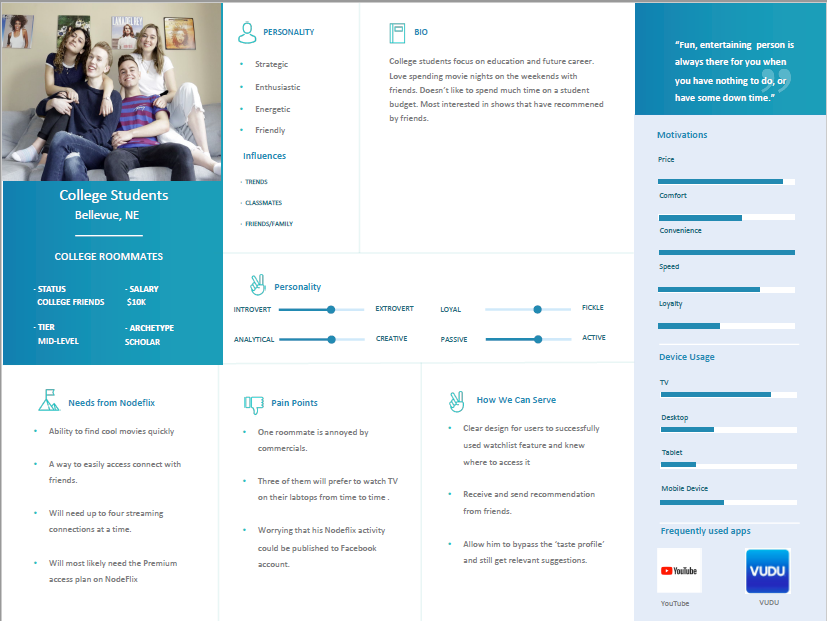 LANA DEL REY
College Students
Bellevue, NE
COLLEGE ROOMMATES
- STATUS
COLLEGE FRIENDS
- SALARY
$10K
- TIER
MID-LEVEL
- ARCHETYPE
SCHOLAR
PERSONALITY
• Strategic
• Enthusiastic
• Energetic
• Friendly
Influences
- TRENDS
- CLASSMATES
- FRIENDS/FAMILY
BIO
College students focus on education and future career.
Love spending movie nights on the weekends with
friends. Doesn't like to spend much time on a student
budget. Most interested in shows that have recommened
by friends.
Personality
INTROVERT EXTROVERT LOYAL FICKLE
ANALYTICAL CREATIVE PASSIVE ACTIVE
Needs from Nodeflix
• Ability to find cool movies quickly
• A way to easily access connect with
friends.
• Will need up to four streaming
connections at a time.
• Will most likely need the Premium
access plan on NodeFlix
Pain Points
• One roommate is annoyed by
commercials.
• Three of them will prefer to watch TV
on their labtops from time to time .
• Worrying that his Nodeflix activity
could be published to Facebook
account.
How We Can Serve
• Clear design for users to successfully
used watchlist feature and knew
where to access it
• Receive and send recommendation
from friends.
• Allow him to bypass the 'taste profile'
and still get relevant suggestions.
"Fun, entertaining person is
always there for you when
you have nothing to do, or
have some down time."
Motivations
Price
Comfort
Convenience
Speed
Loyalty
Device Usage
TV
Desktop
Tablet
Mobile Device
Frequently used apps
YouTube
VUDU
YouTube
VUDU